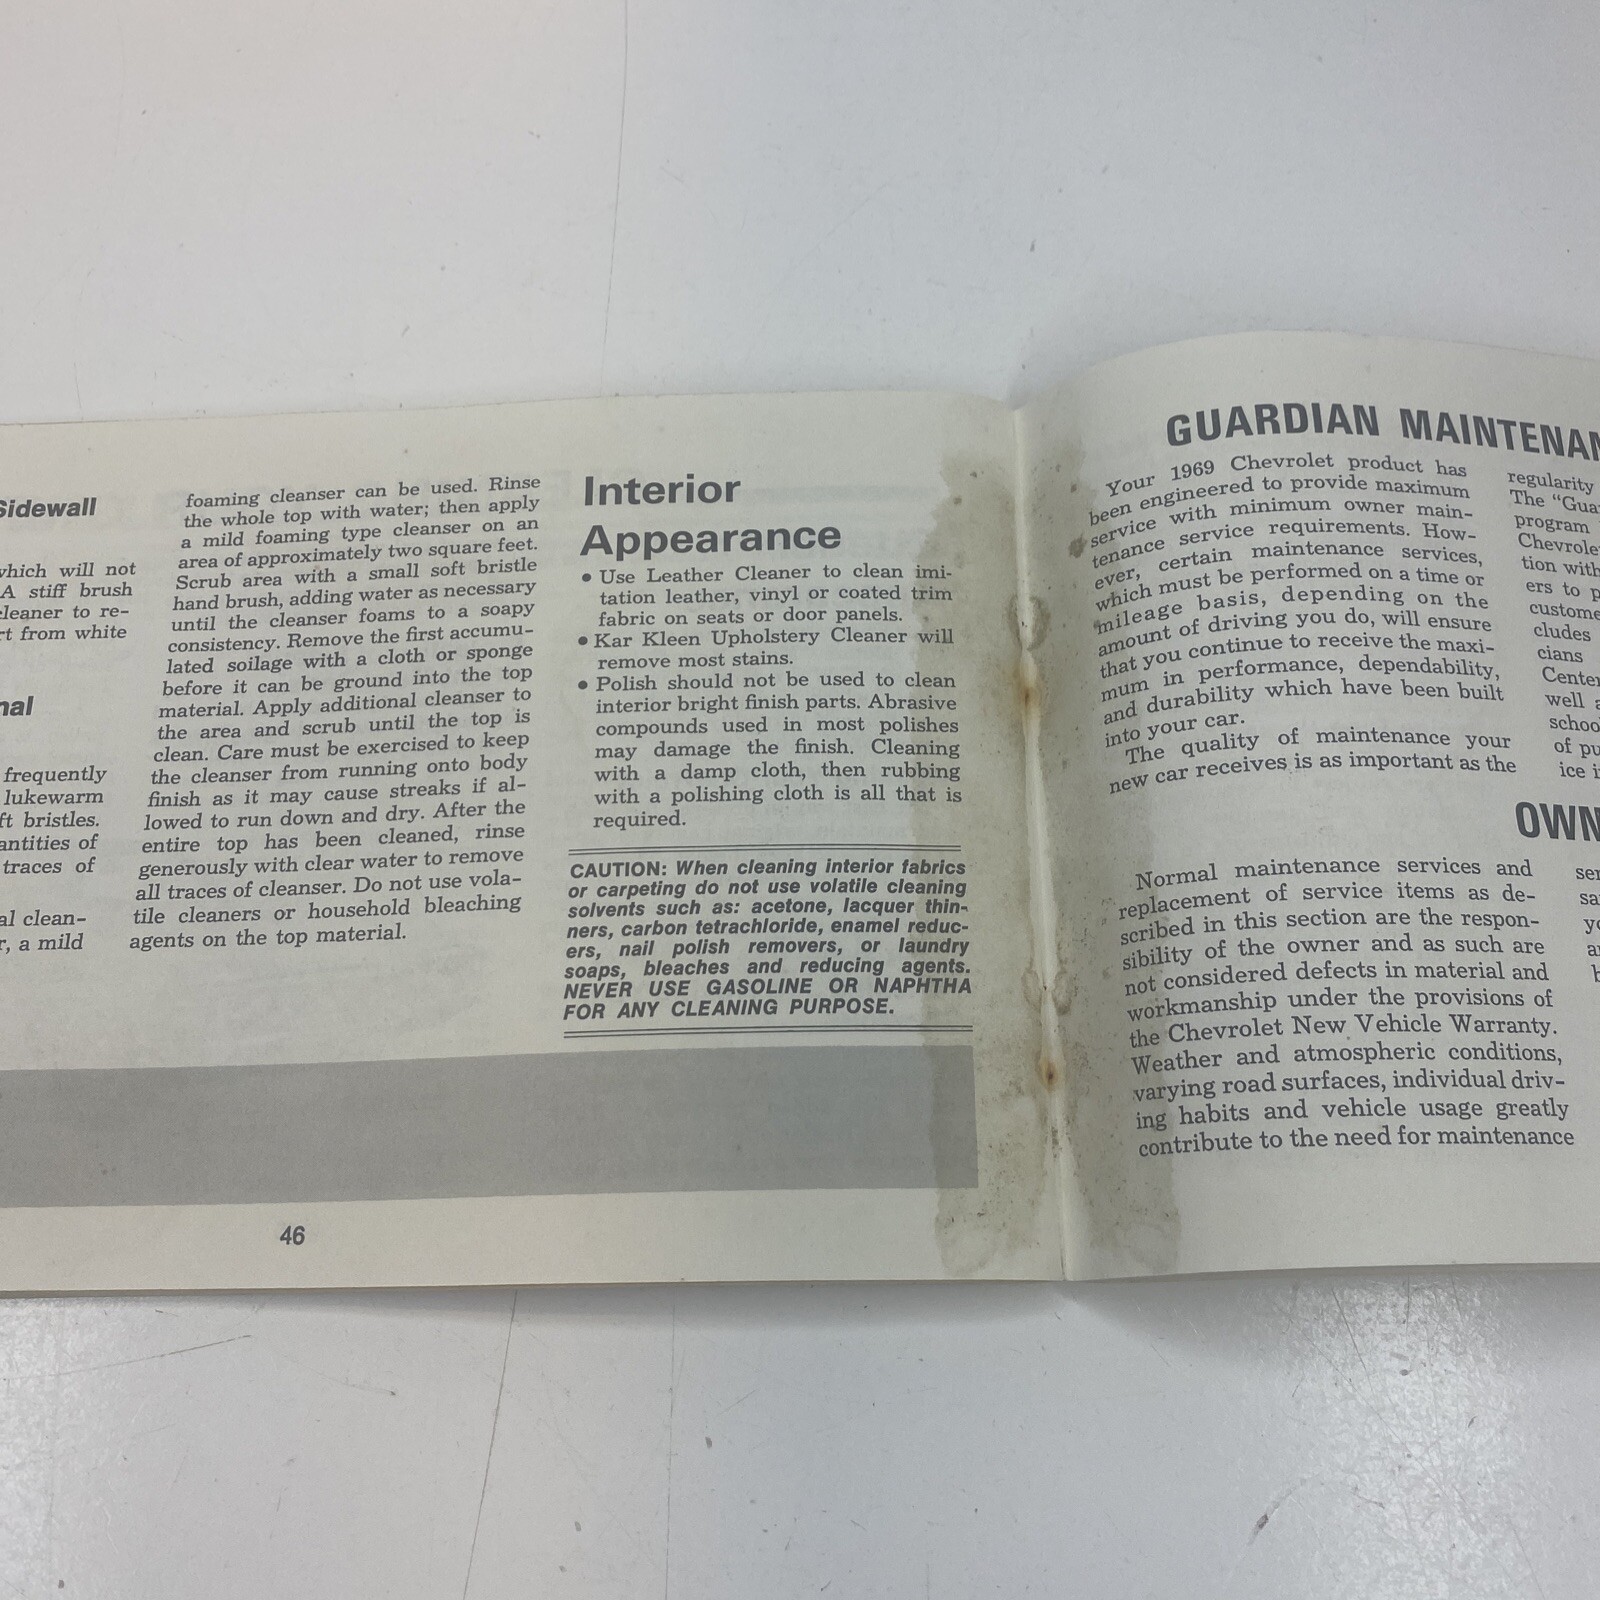 Sidewall
which will not
A stiff brush
cleaner to re-
from white
frequently
lukewarm
bristles.
traces of
clean-
a mild
foaming cleanser can be used. Rinse
the whole top with water; then apply
a mild foaming type cleanser on an
area of approximately two square feet.
Scrub area with a small soft bristle
hand brush, adding water as necessary
until the cleanser foams to a soapy
consistency. Remove the first accumu-
lated soilage with a cloth or sponge
before it can be ground into the top
material. Apply additional cleanser to
the area and scrub until the top is
clean. Care must be exercised to keep
the cleanser from running onto body
finish as it may cause streaks if al-
lowed to run down and dry. After the
entire top has been cleaned, rinse
generously with clear water to remove
all traces of cleanser. Do not use vola-
tile cleaners or household bleaching
agents on the top material.
Interior
Appearance
• Use Leather Cleaner to clean imi-
tation leather, vinyl or coated trim
fabric on seats or door panels.
• Kar Kleen Upholstery Cleaner will
remove most stains.
• Polish should not be used to clean
interior bright finish parts. Abrasive
compounds used in most polishes
may damage the finish. Cleaning
with a damp cloth, then rubbing
with a polishing cloth is all that is
required.
CAUTION: When cleaning interior fabrics
or carpeting do not use volatile cleaning
solvents such as: acetone, lacquer thin-
ners, carbon tetrachloride, enamel reduc-
ers, nail polish removers, or laundry
soaps, bleaches and reducing agents.
NEVER USE GASOLINE OR NAPHTHA
FOR ANY CLEANING PURPOSE.
46
GUARDIAN MAINTENAN
Your 1969 Chevrolet product has
been engineered to provide maximum
service with minimum owner main-
tenance service requirements. How-
ever, certain maintenance services,
which must be performed on a time or
mileage basis, depending on the
amount of driving you do, will ensure
that you continue to receive the maxi-
mum in performance, dependability,
and durability which have been built
into your car.
The quality of maintenance your
new car receives is as important as the
regularity
The "Gua
program
Chevrole
tion with
ers to p
custome
cludes
cians
Center
well a
schoo
of pu
ice i
OWN
Normal maintenance services and
replacement of service items as de-
scribed in this section are the respon-
sibility of the owner and as such are
not considered defects in material and
workmanship under the provisions of
the Chevrolet New Vehicle Warranty.
Weather and atmospheric conditions,
varying road surfaces, individual driv-
ing habits and vehicle usage greatly
contribute to the need for maintenance